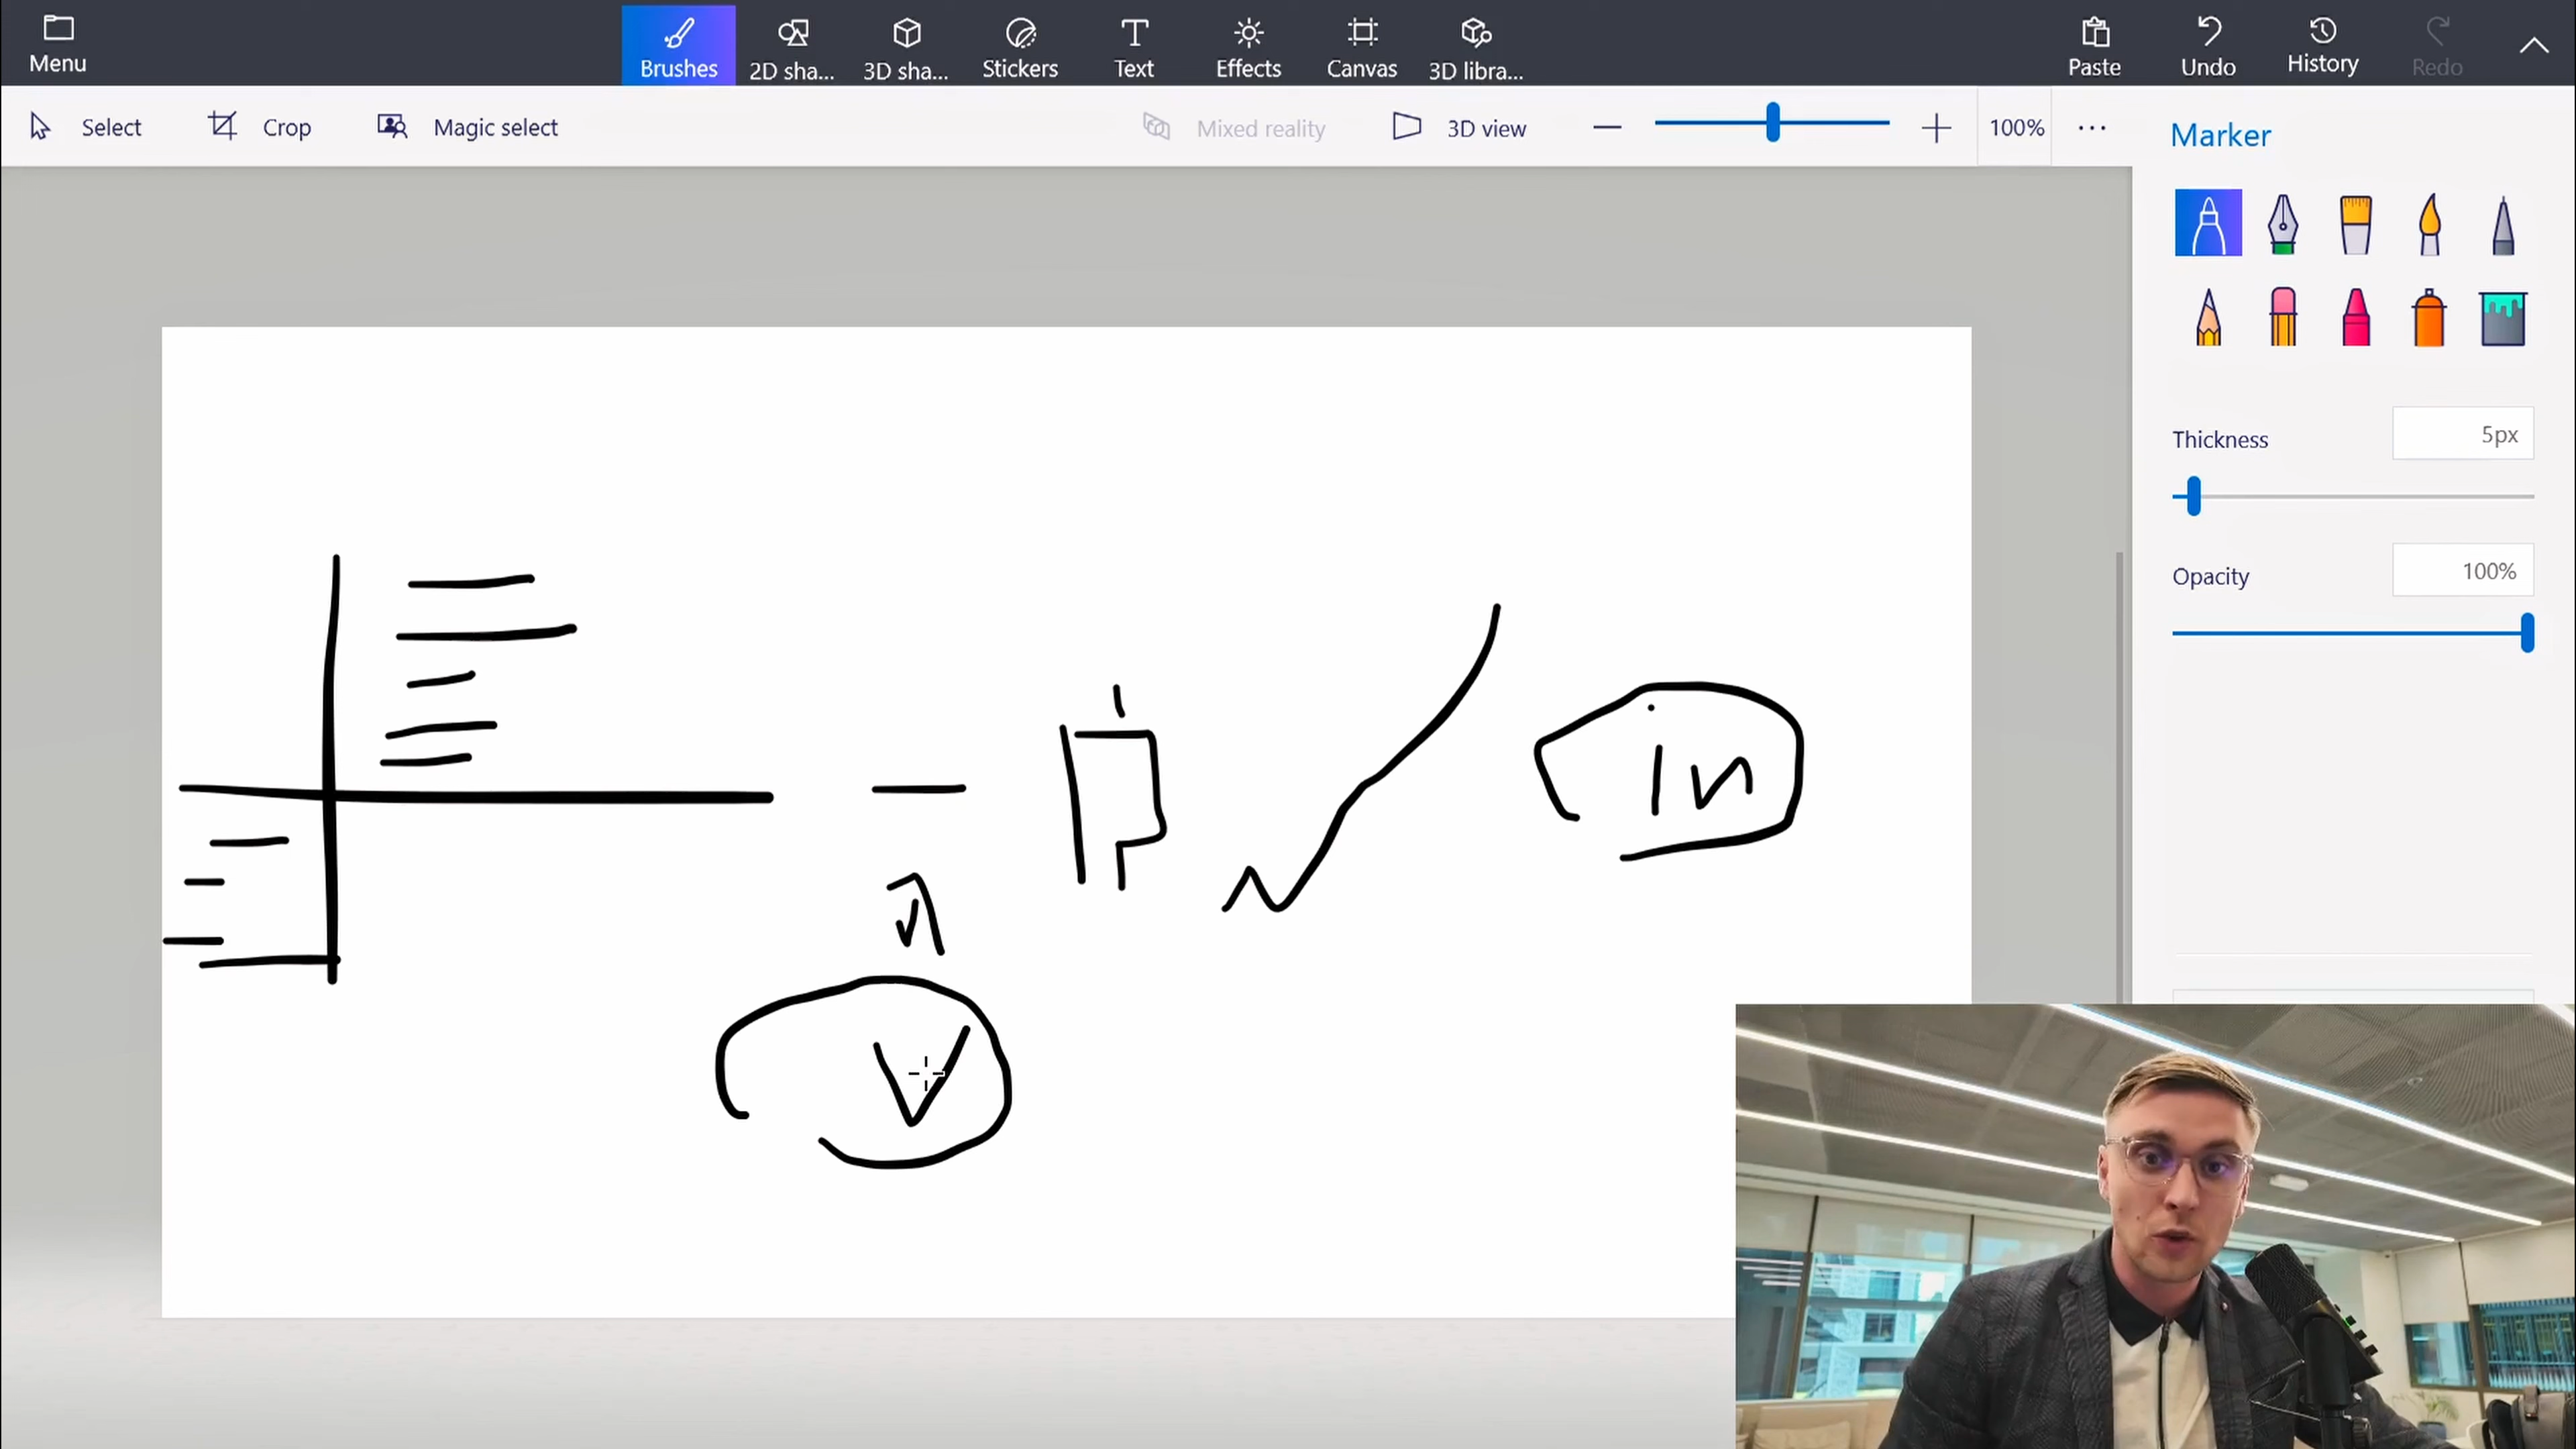 Menu
Brushes
2D sha...
3D sha...
Stickers
Text
Effects
Canvas
3D libra...
Paste
Undo
History
Redo
Select
Crop
Magic select
Mixed reality
3D view
100%
Marker
Thickness
5px
Opacity
100%
in
V